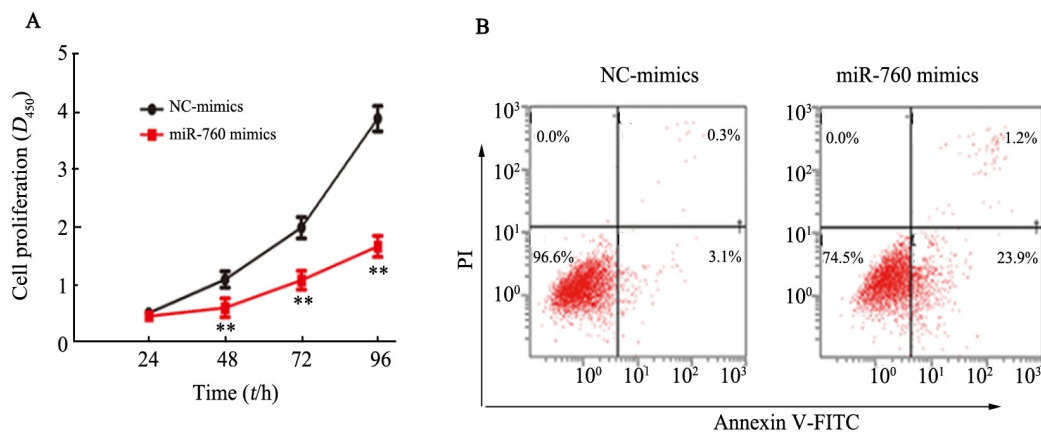 A
Cell proliferation (D450)
5
4
3
2
1
0
NC-mimics
miR-760 mimics
**
**
**
24 48 72 96
Time (t/h)
B
NC-mimics
miR-760 mimics
PI
10³
10²
10¹
10⁰
0.0%
0.3%
96.6%
3.1%
10⁰ 10¹ 10² 10³
10³
10²
10¹
10⁰
0.0%
1.2%
74.5%
23.9%
10⁰ 10¹ 10² 10³
Annexin V-FITC